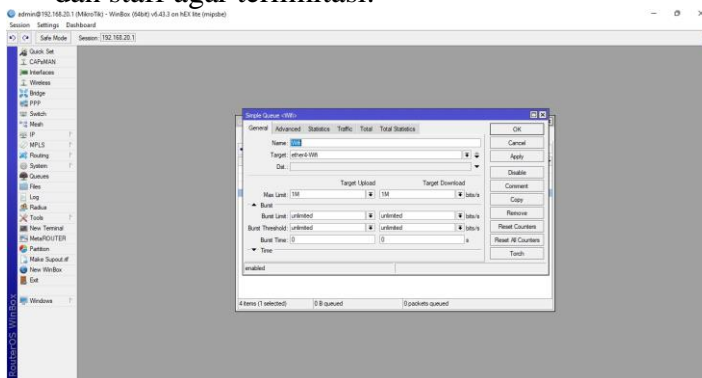 dan staff agar terlimitasi.
admin@192.168.20.1 (MikroTik) - WinBox (64bit) v6.43.3 on hEX lite (mipsbe)
Session Settings Dashboard
Safe Mode Session: 192.168.20.1
Quick Set
CAPsMAN
Interfaces
Wireless
Bridge
PPP
Switch
Mesh
IP
MPLS
Routing
System
Queues
Files
Log
Radius
Tools
New Terminal
MetaROUTER
Partition
Make Supout.rif
New WinBox
Exit
Windows
RouterOS WinBox
Simple Queue <Wifi>
General Advanced Statistics Traffic Total Total Statistics
Name: Wifi
Target: ether4-Wifi
Dst.:
Target Upload Target Download
Max Limit: 1M 1M bits/s
Burst
Burst Limit: unlimited unlimited bits/s
Burst Threshold: unlimited unlimited bits/s
Burst Time: 0 0 s
Time
enabled
OK
Cancel
Apply
Disable
Comment
Copy
Remove
Reset Counters
Reset All Counters
Torch
4 items (1 selected) 0 B queued 0 packets queued